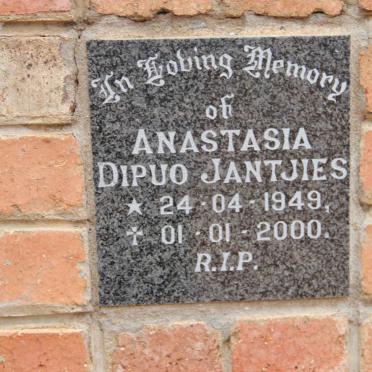 In Loving Memory
of
ANASTASIA
DIPUO JANTJIES
★ 24 - 04 - 1949.
✝ 01 - 01 - 2000.
R.I.P.